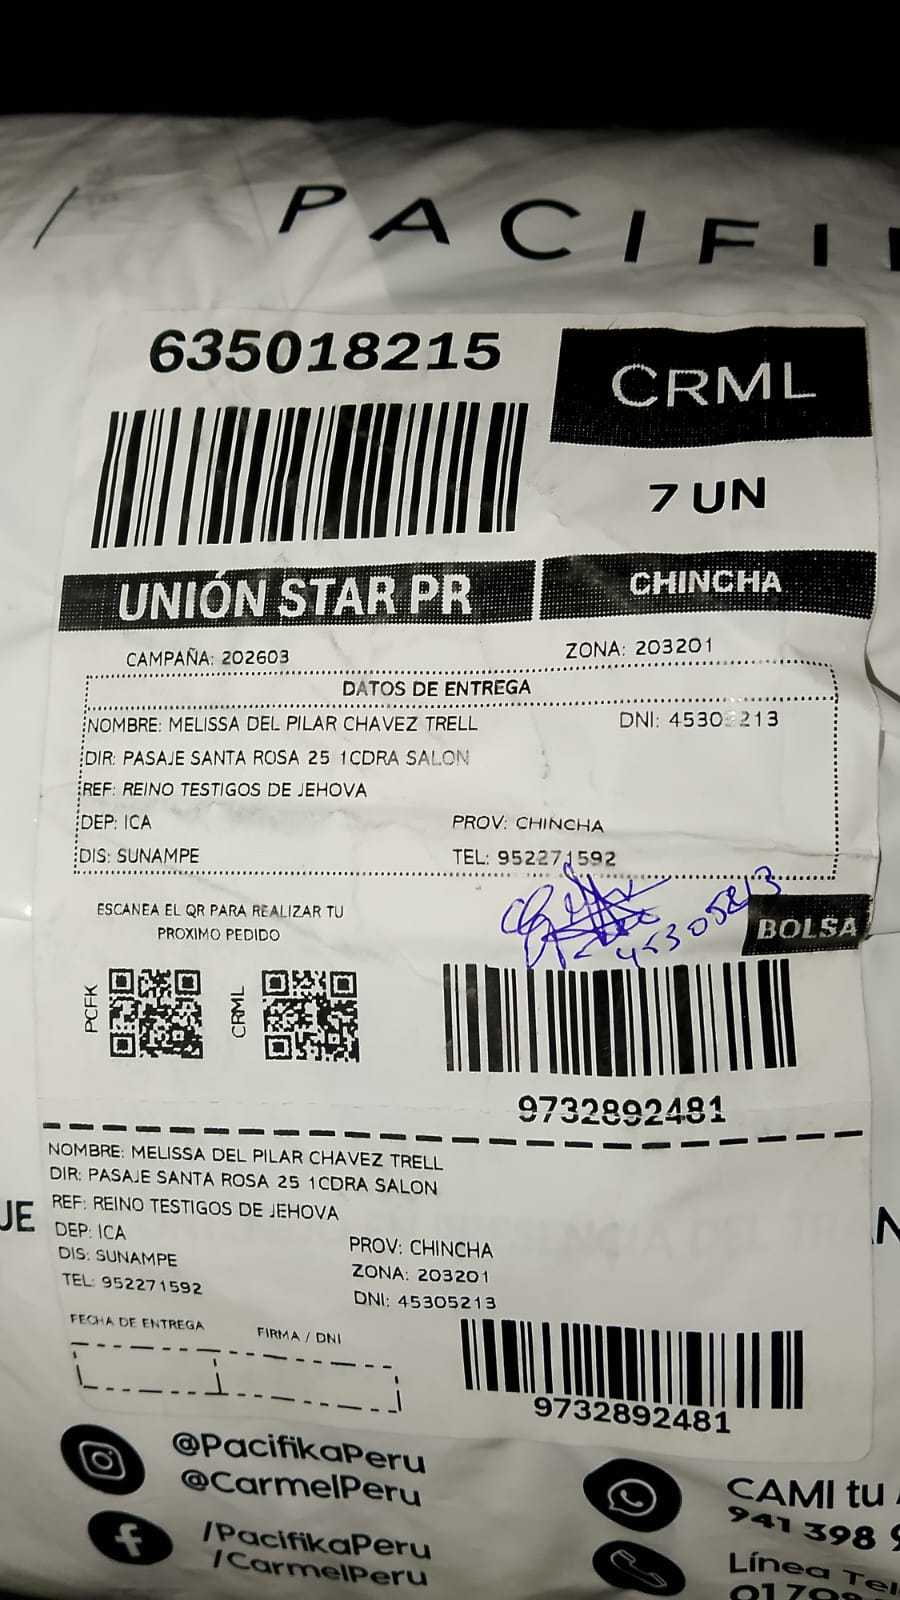 PACIFI
635018215
CRML
7 UN
UNIÓN STAR PR
CHINCHA
CAMPAÑA: 202603
ZONA: 203201
DATOS DE ENTREGA
NOMBRE: MELISSA DEL PILAR CHAVEZ TRELL
DNI: 45305213
DIR: PASAJE SANTA ROSA 25 1CDRA SALON
REF: REINO TESTIGOS DE JEHOVA
DEP: ICA
PROV: CHINCHA
DIS: SUNAMPE
TEL: 952271592
45305213
ESCANEA EL QR PARA REALIZAR TU
PROXIMO PEDIDO
BOLSA
PCFK
CRML
9732892481
NOMBRE: MELISSA DEL PILAR CHAVEZ TRELL
DIR: PASAJE SANTA ROSA 25 1CDRA SALON
REF: REINO TESTIGOS DE JEHOVA
DEP: ICA
PROV: CHINCHA
DIS: SUNAMPE
ZONA: 203201
TEL: 952271592
DNI: 45305213
FECHA DE ENTREGA
FIRMA / DNI
9732892481
@PacifikaPeru
@CarmelPeru
/PacifikaPeru
/CarmelPeru
CAMI tu
941 398
Línea Tel